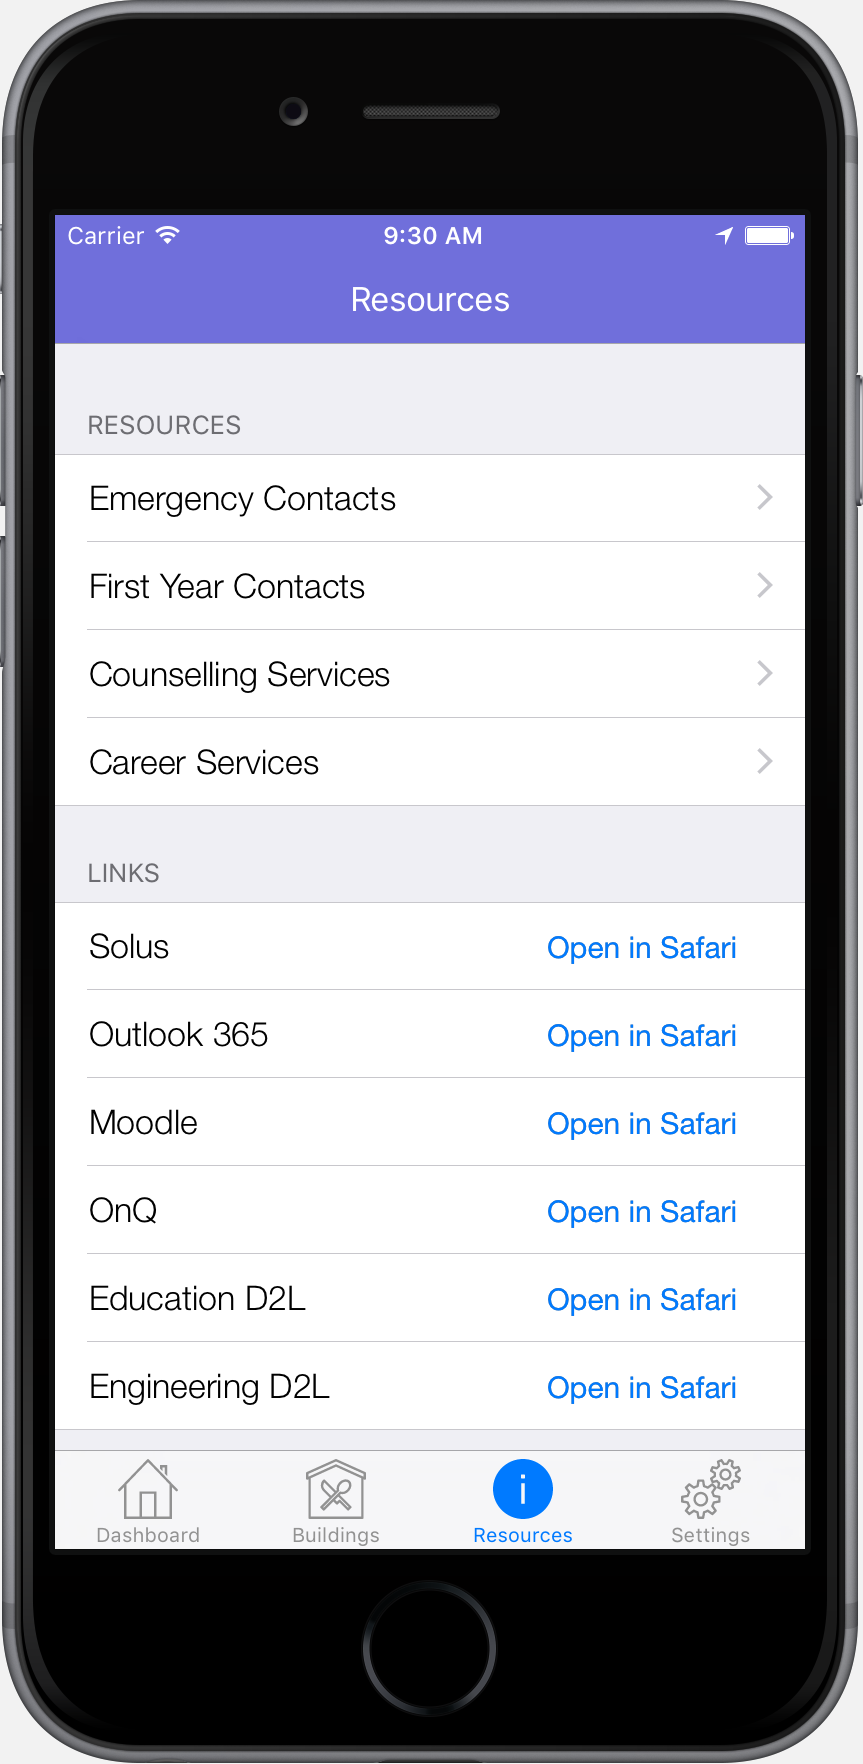 Carrier 9:30 AM
Resources
RESOURCES
Emergency Contacts
First Year Contacts
Counselling Services
Career Services
LINKS
Solus Open in Safari
Outlook 365 Open in Safari
Moodle Open in Safari
OnQ Open in Safari
Education D2L Open in Safari
Engineering D2L Open in Safari
Dashboard Buildings Resources Settings